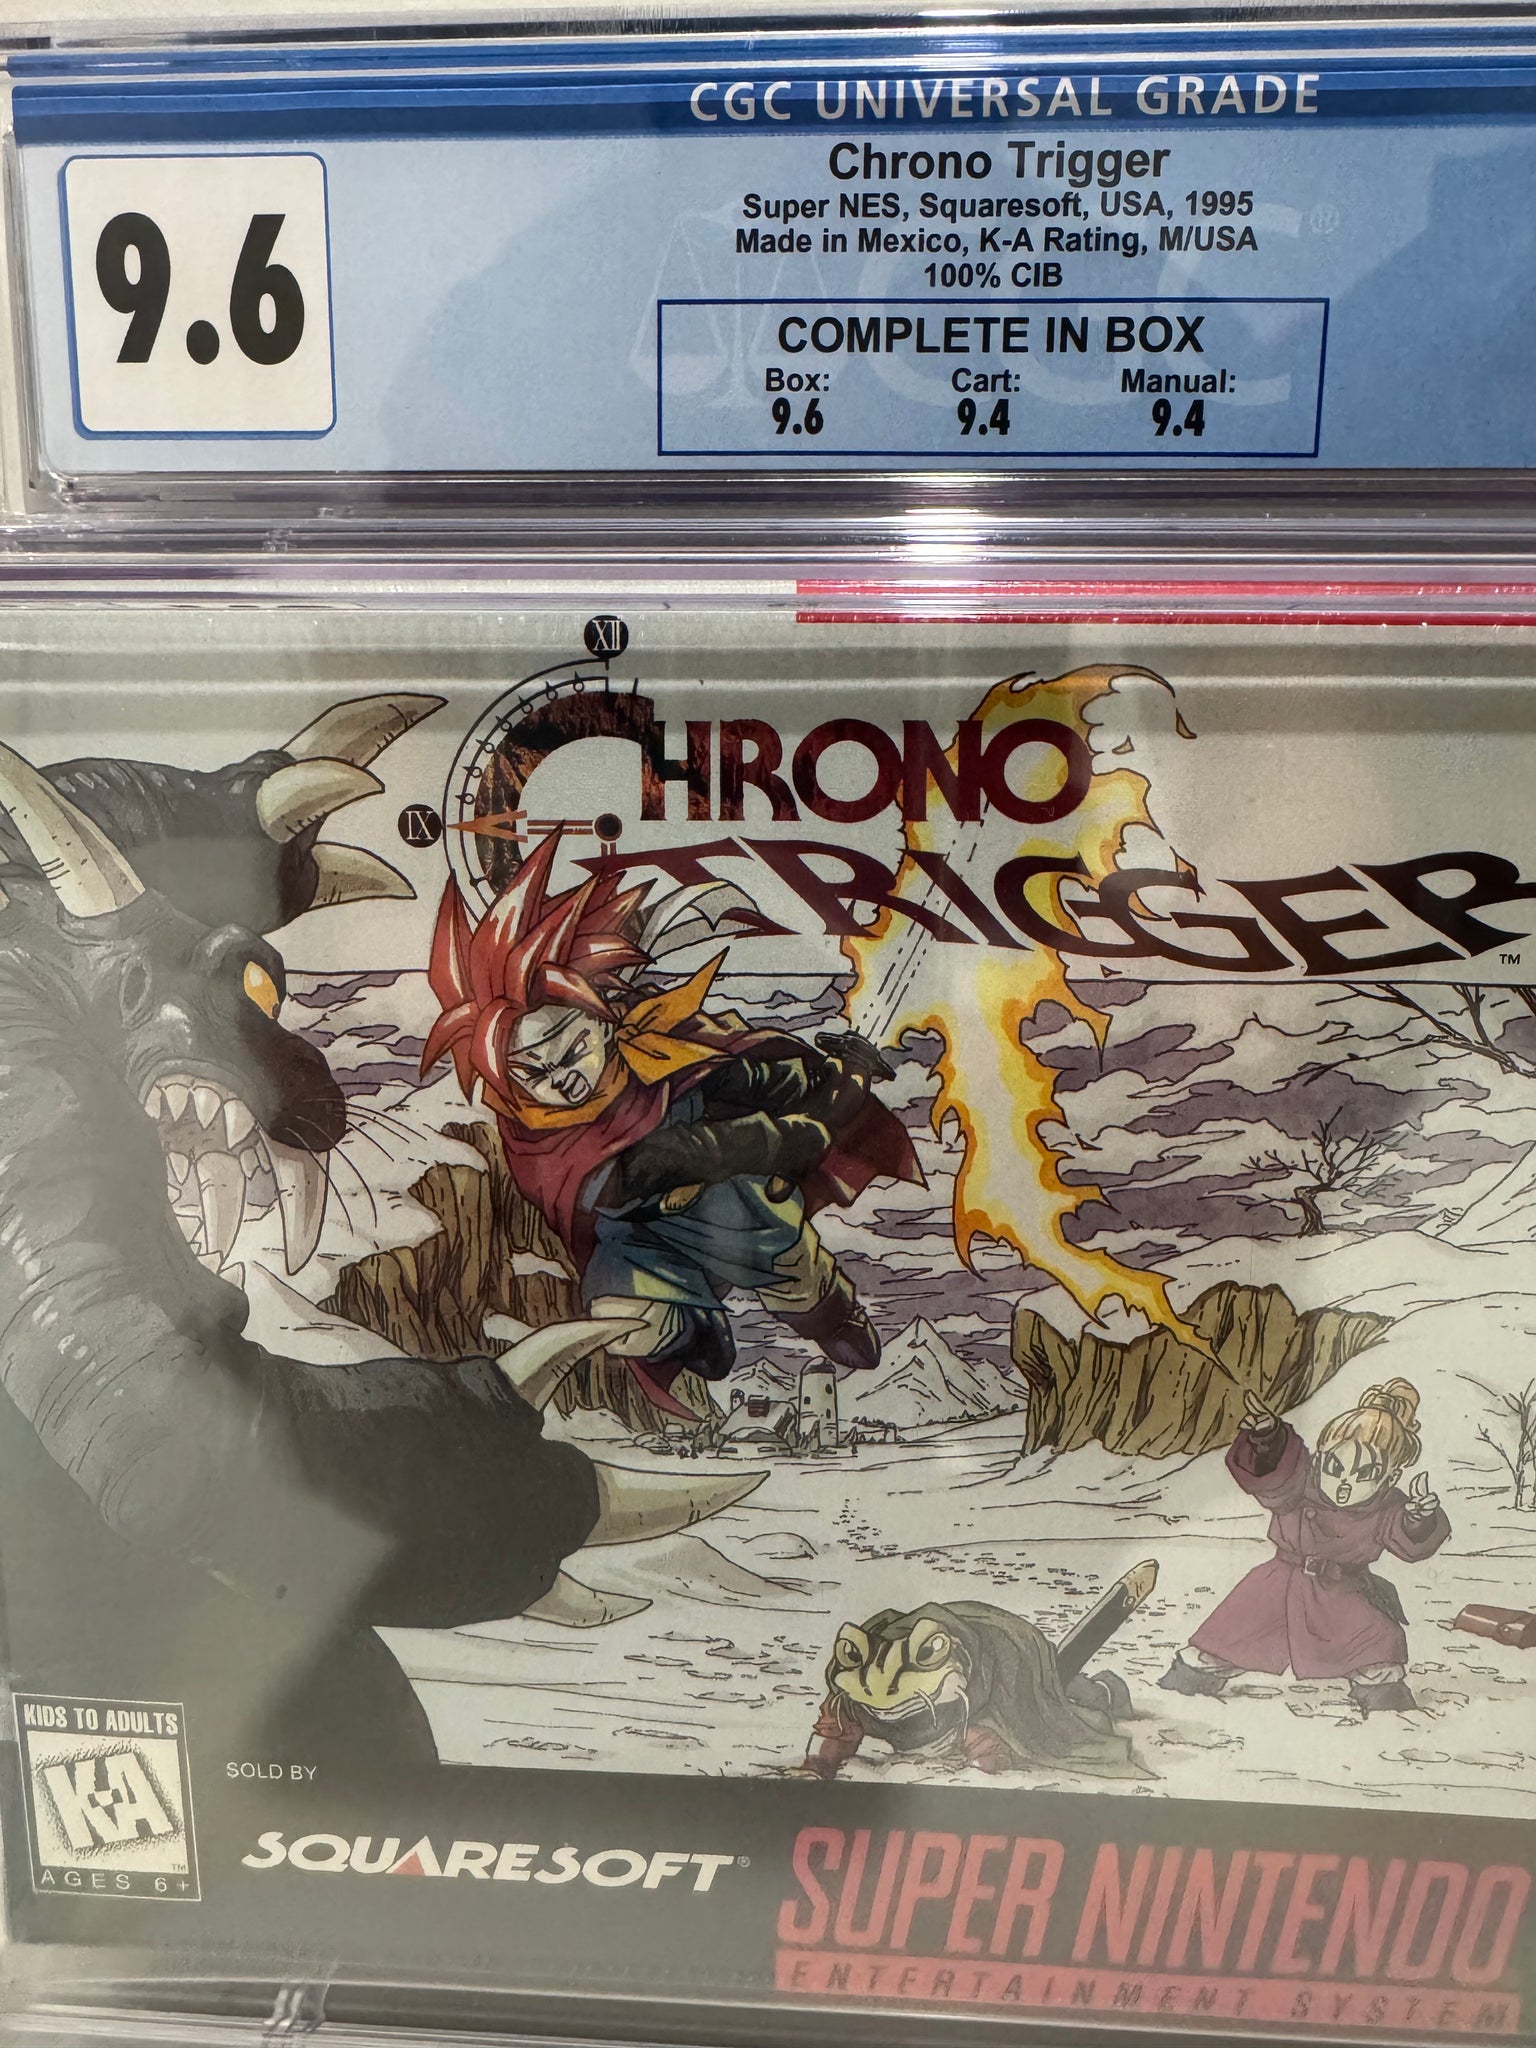 CGC UNIVERSAL GRADE
9.6
Chrono Trigger
Super NES, Squaresoft, USA, 1995
Made in Mexico, K-A Rating, M/USA
100% CIB
COMPLETE IN BOX
Box: Cart: Manual:
9.6 9.4 9.4
XII
IX
CHRONO
TRIGGER™
KIDS TO ADULTS
K-A
™
AGES 6+
SOLD BY
SQUARESOFT®
SUPER NINTENDO
ENTERTAINMENT SYSTEM